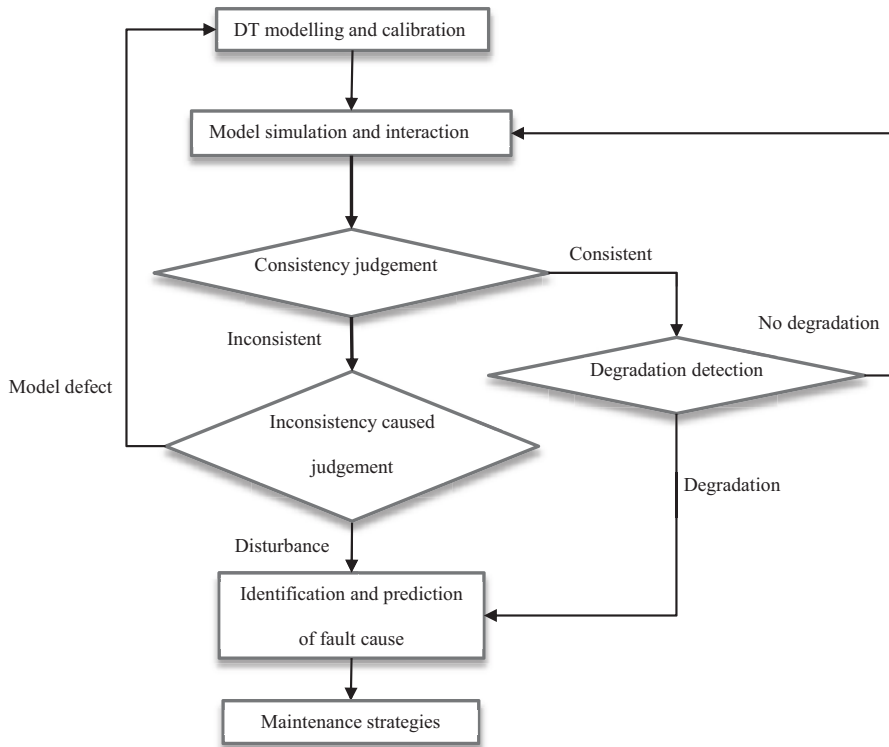 DT modelling and calibration
Model simulation and interaction
Consistency judgement
Consistent
Inconsistent
No degradation
Degradation detection
Model defect
Inconsistency caused
judgement
Degradation
Disturbance
Identification and prediction
of fault cause
Maintenance strategies